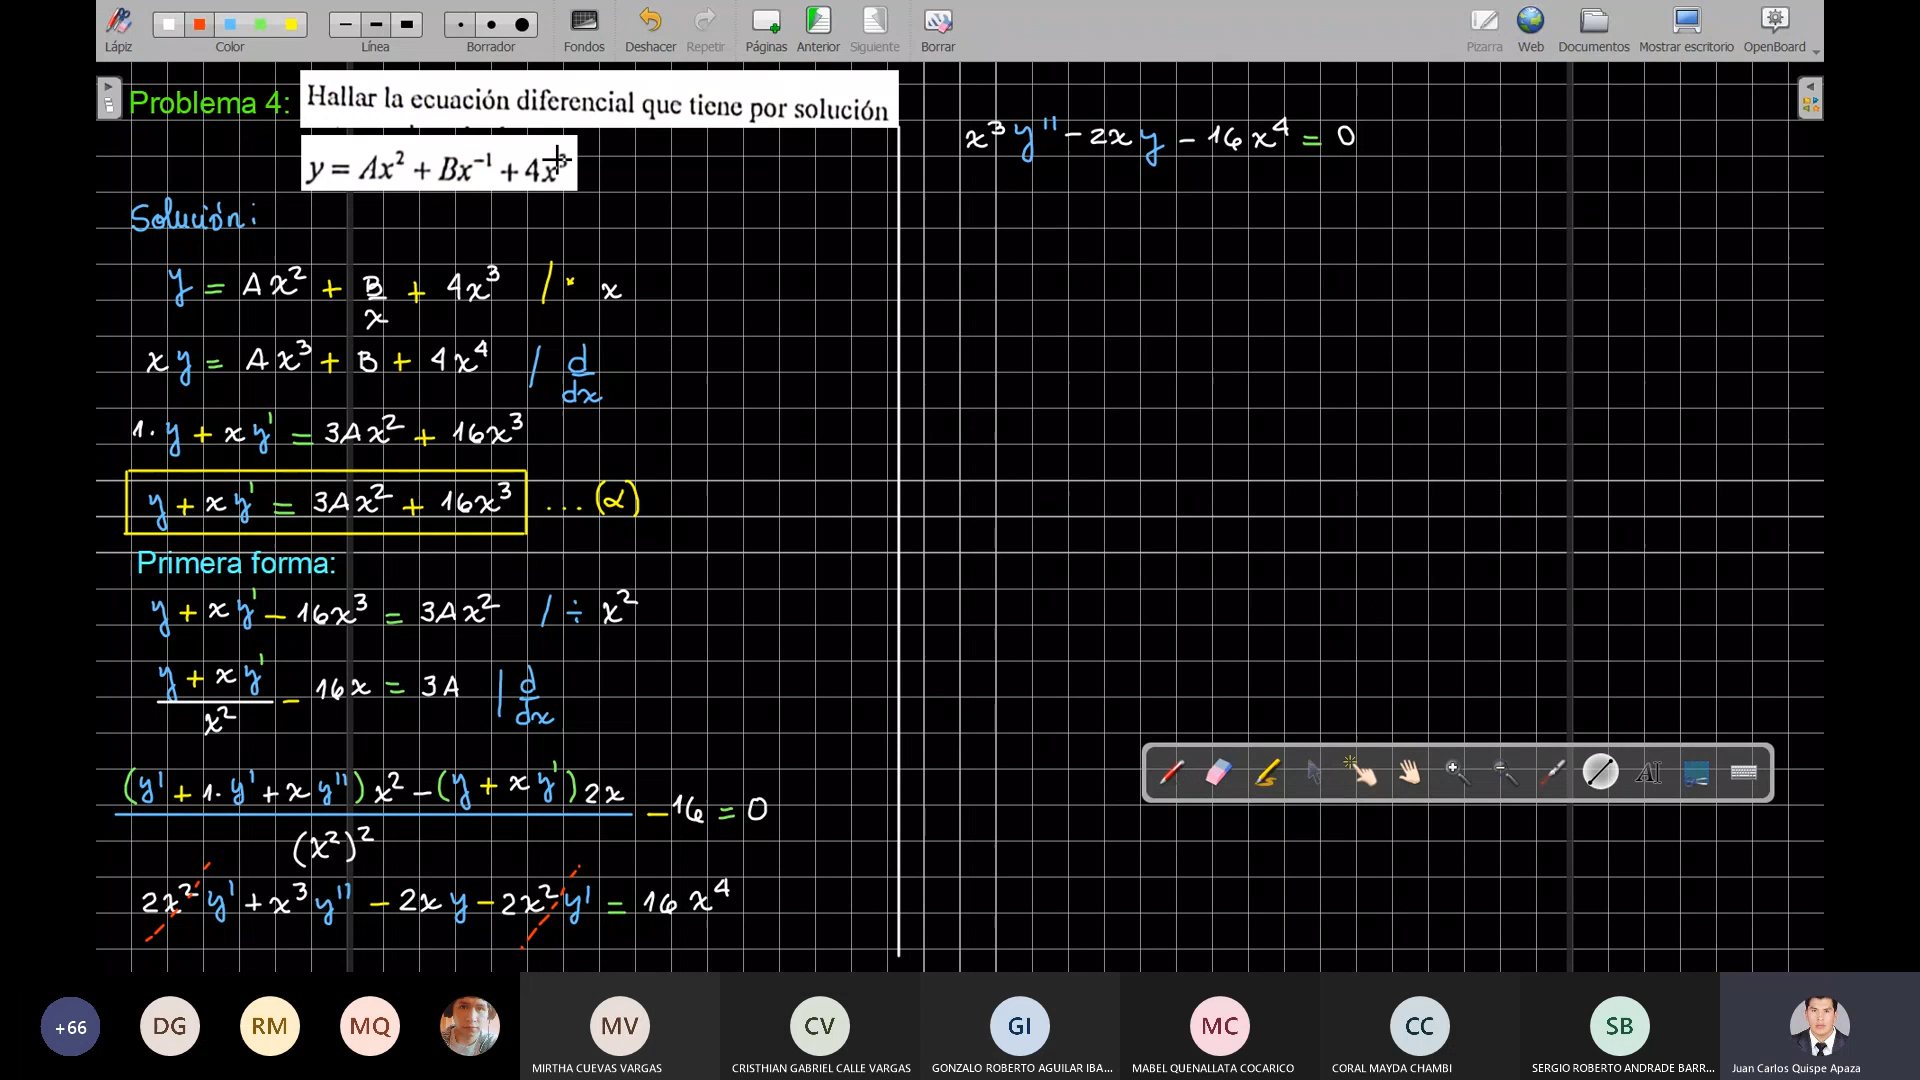 Lápiz Color Línea Borrador Fondos Deshacer Repetir Páginas Anterior Siguiente Borrar Pizarra Web Documentos Mostrar escritorio OpenBoard
Problema 4: Hallar la ecuación diferencial que tiene por solución
y = Ax² + Bx⁻¹ + 4x³
Solución:
y = Ax² + B/x + 4x³ / · x
xy = Ax³ + B + 4x⁴ / d/dx
1·y + xy' = 3Ax² + 16x³
y + xy' = 3Ax² + 16x³ ... (α)
Primera forma:
y + xy' - 16x³ = 3Ax² / ÷ x²
(y + xy')/x² - 16x = 3A | d/dx
((y' + 1·y' + xy'')x² - (y + xy')2x)/(x²)² - 16 = 0
2x²y' + x³y'' - 2xy - 2x²y' = 16x⁴
x³y'' - 2xy - 16x⁴ = 0
AI
+66 DG RM MQ MV CV GI MC CC SB
MIRTHA CUEVAS VARGAS
CRISTHIAN GABRIEL CALLE VARGAS
GONZALO ROBERTO AGUILAR IBA...
MABEL QUENALLATA COCARICO
CORAL MAYDA CHAMBI
SERGIO ROBERTO ANDRADE BARR...
Juan Carlos Quispe Apaza